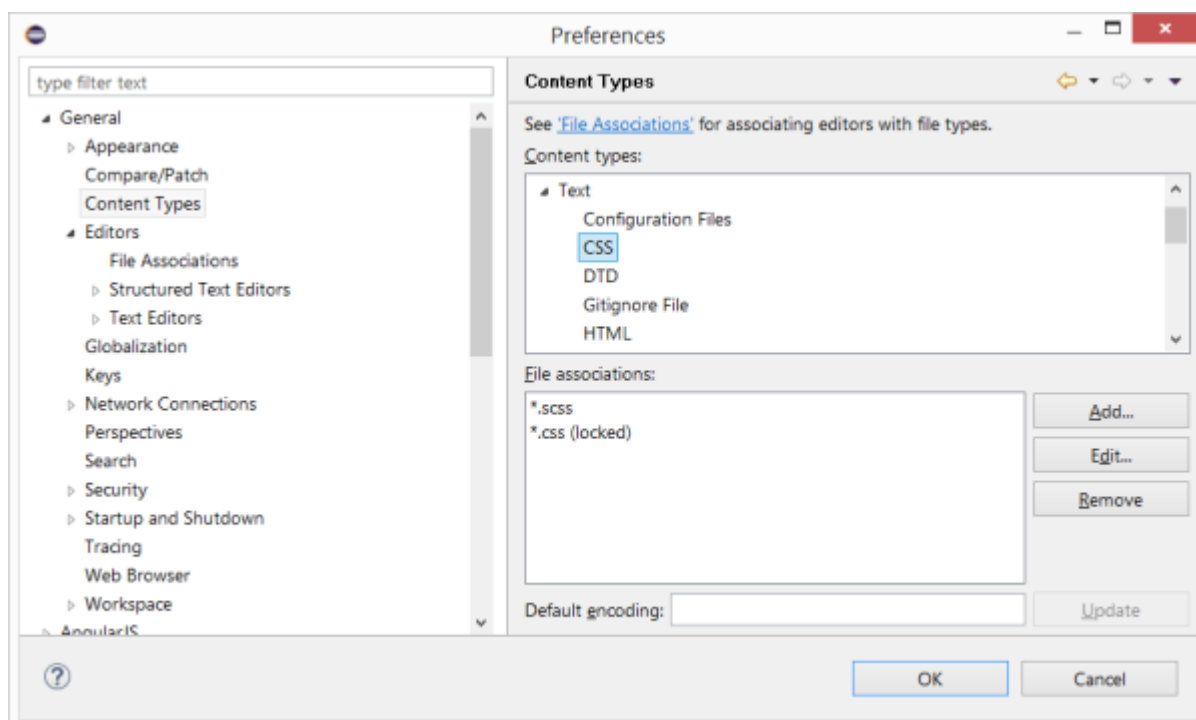 Preferences
type filter text
General
Appearance
Compare/Patch
Content Types
Editors
File Associations
Structured Text Editors
Text Editors
Globalization
Keys
Network Connections
Perspectives
Search
Security
Startup and Shutdown
Tracing
Web Browser
Workspace
AngularJS
Content Types
See 'File Associations' for associating editors with file types.
Content types:
Text
Configuration Files
CSS
DTD
Gitignore File
HTML
File associations:
*.scss
*.css (locked)
Add...
Edit...
Remove
Default encoding:
Update
OK
Cancel